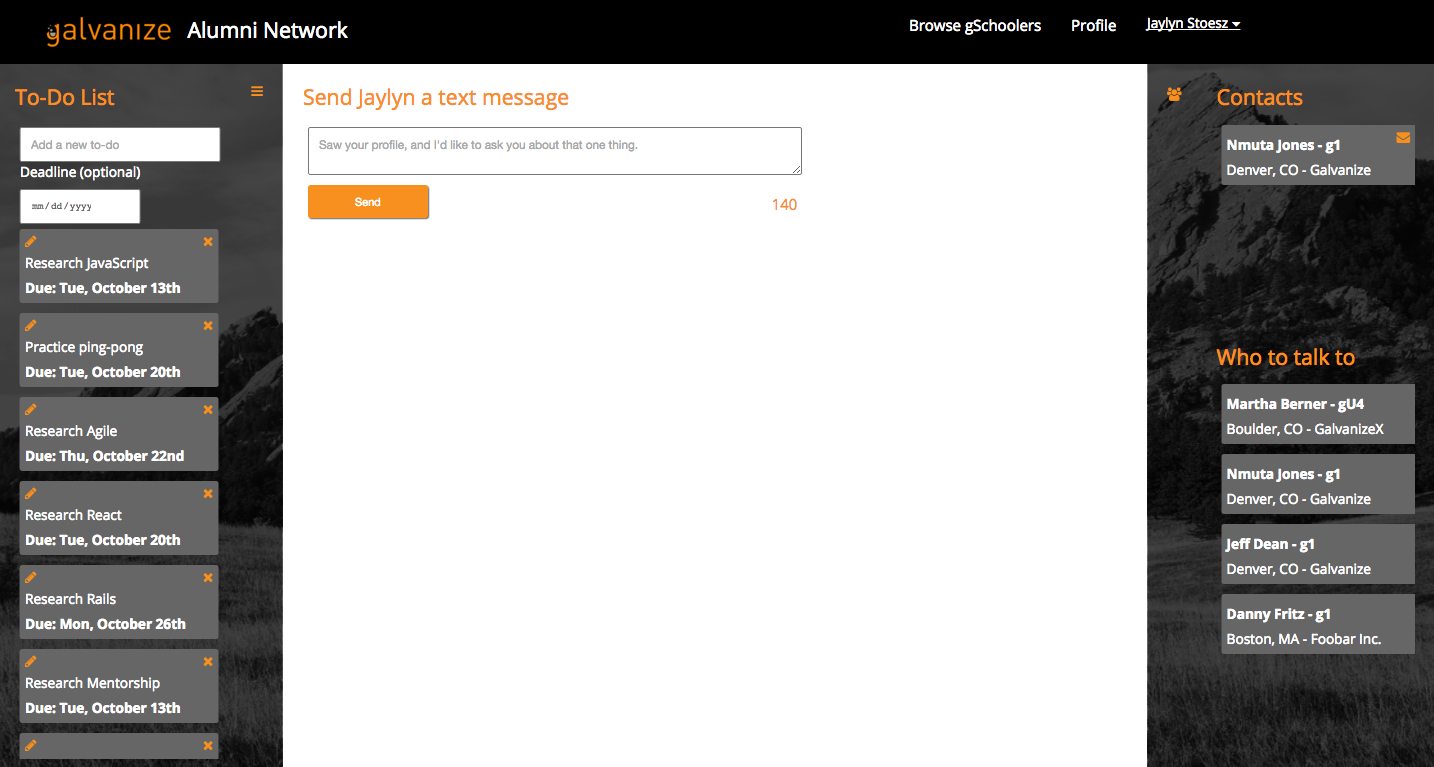 galvanize Alumni Network
Browse gSchoolers
Profile
Jaylyn Stoesz
To-Do List
Add a new to-do
Deadline (optional)
mm/dd/yyyy
Research JavaScript
Due: Tue, October 13th
Practice ping-pong
Due: Tue, October 20th
Research Agile
Due: Thu, October 22nd
Research React
Due: Tue, October 20th
Research Rails
Due: Mon, October 26th
Research Mentorship
Due: Tue, October 13th
Send Jaylyn a text message
Saw your profile, and I'd like to ask you about that one thing.
Send
140
Contacts
Nmuta Jones - g1
Denver, CO - Galvanize
Who to talk to
Martha Berner - gU4
Boulder, CO - GalvanizeX
Nmuta Jones - g1
Denver, CO - Galvanize
Jeff Dean - g1
Denver, CO - Galvanize
Danny Fritz - g1
Boston, MA - Foobar Inc.